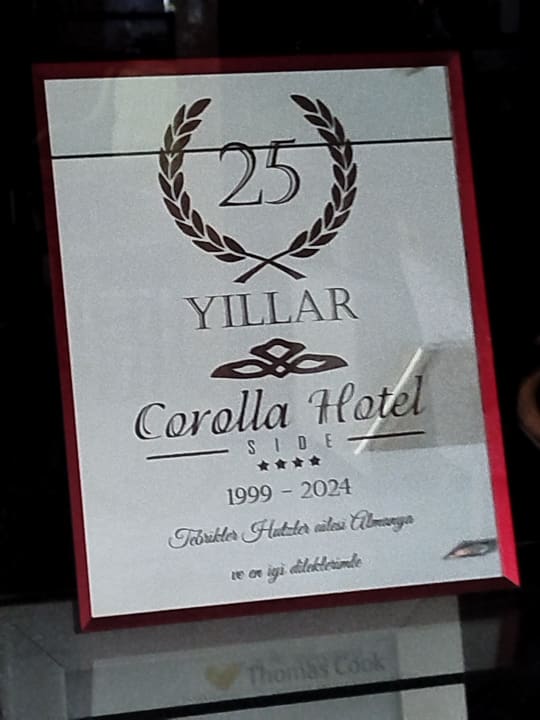 25
YILLAR
Corolla Hotel
SIDE
1999 - 2024
Tebrikler Hutzler ailesi Almanya
ve en iyi dileklerimle
Thomas Cook